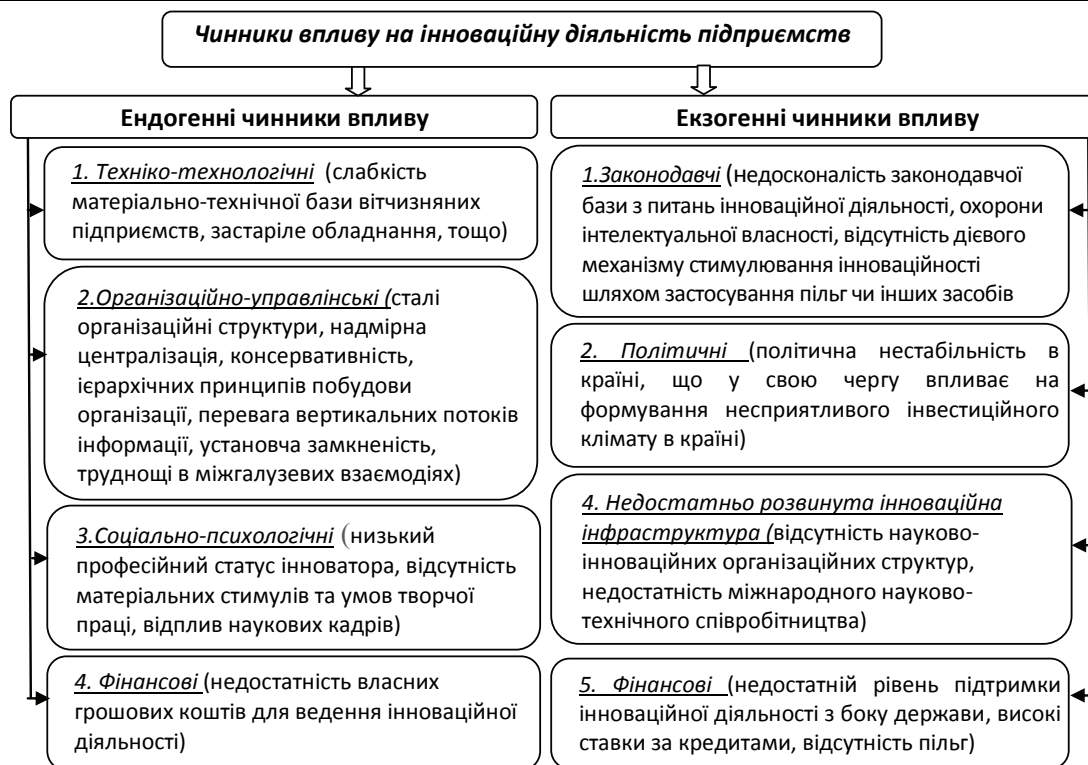 Чинники впливу на інноваційну діяльність підприємств
Ендогенні чинники впливу
1. Техніко-технологічні (слабкість
матеріально-технічної бази вітчизняних
підприємств, застаріле обладнання, тощо)
2.Організаційно-управлінські (сталі
організаційні структури, надмірна
централізація, консервативність,
ієрархічних принципів побудови
організації, перевага вертикальних потоків
інформації, установча замкненість,
труднощі в міжгалузевих взаємодіях)
3.Соціально-психологічні (низький
професійний статус інноватора, відсутність
матеріальних стимулів та умов творчої
праці, відплив наукових кадрів)
4. Фінансові (недостатність власних
грошових коштів для ведення інноваційної
діяльності)
Екзогенні чинники впливу
1.Законодавчі (недосконалість законодавчої
бази з питань інноваційної діяльності, охорони
інтелектуальної власності, відсутність дієвого
механізму стимулювання інноваційності
шляхом застосування пільг чи інших засобів
2. Політичні (політична нестабільність в
країні, що у свою чергу впливає на
формування несприятливого інвестиційного
клімату в країні)
4. Недостатньо розвинута інноваційна
інфраструктура (відсутність науково-
інноваційних організаційних структур,
недостатність міжнародного науково-
технічного співробітництва)
5. Фінансові (недостатній рівень підтримки
інноваційної діяльності з боку держави, високі
ставки за кредитами, відсутність пільг)